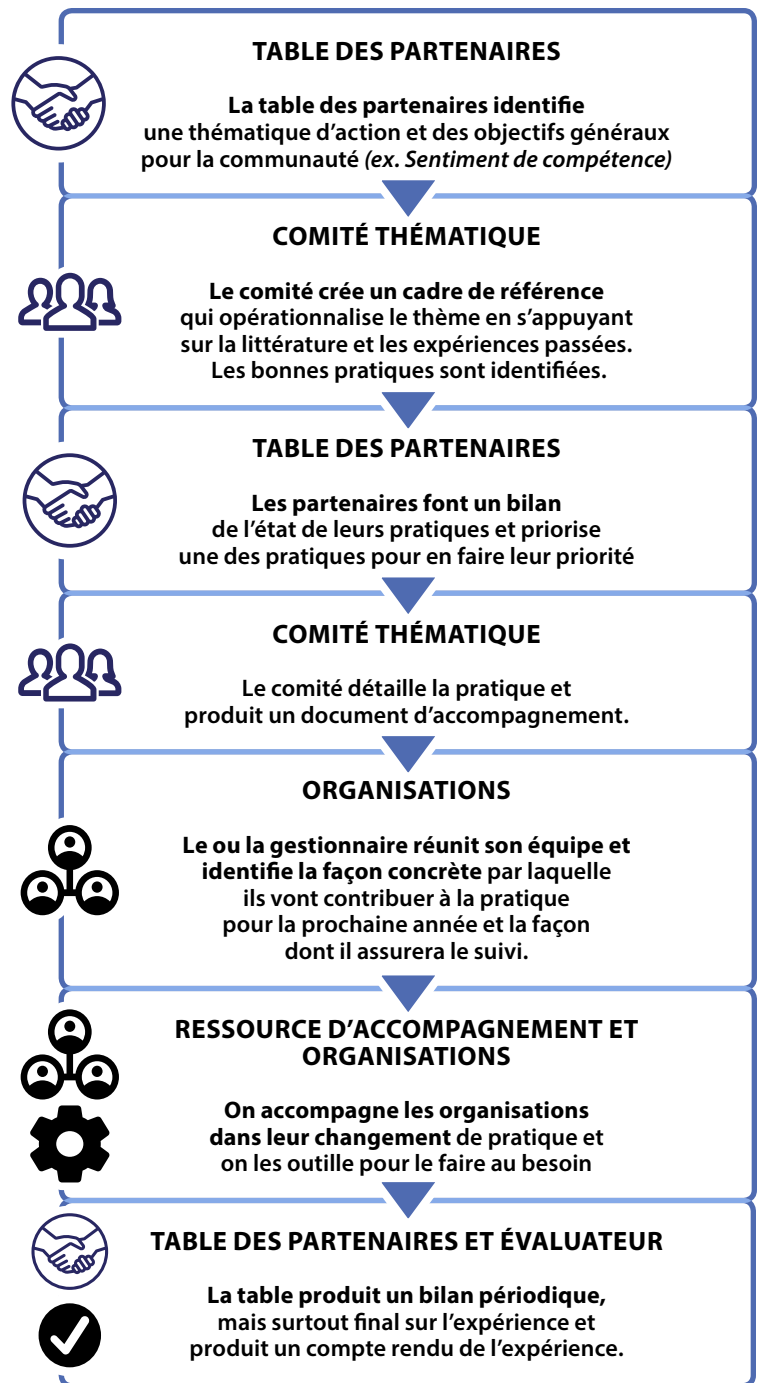 TABLE DES PARTENAIRES
La table des partenaires identifie
une thématique d'action et des objectifs généraux
pour la communauté (ex. Sentiment de compétence)
COMITÉ THÉMATIQUE
Le comité crée un cadre de référence
qui opérationnalise le thème en s'appuyant
sur la littérature et les expériences passées.
Les bonnes pratiques sont identifiées.
TABLE DES PARTENAIRES
Les partenaires font un bilan
de l'état de leurs pratiques et priorise
une des pratiques pour en faire leur priorité
COMITÉ THÉMATIQUE
Le comité détaille la pratique et
produit un document d'accompagnement.
ORGANISATIONS
Le ou la gestionnaire réunit son équipe et
identifie la façon concrète par laquelle
ils vont contribuer à la pratique
pour la prochaine année et la façon
dont il assurera le suivi.
RESSOURCE D'ACCOMPAGNEMENT ET
ORGANISATIONS
On accompagne les organisations
dans leur changement de pratique et
on les outille pour le faire au besoin
TABLE DES PARTENAIRES ET ÉVALUATEUR
La table produit un bilan périodique,
mais surtout final sur l'expérience et
produit un compte rendu de l'expérience.